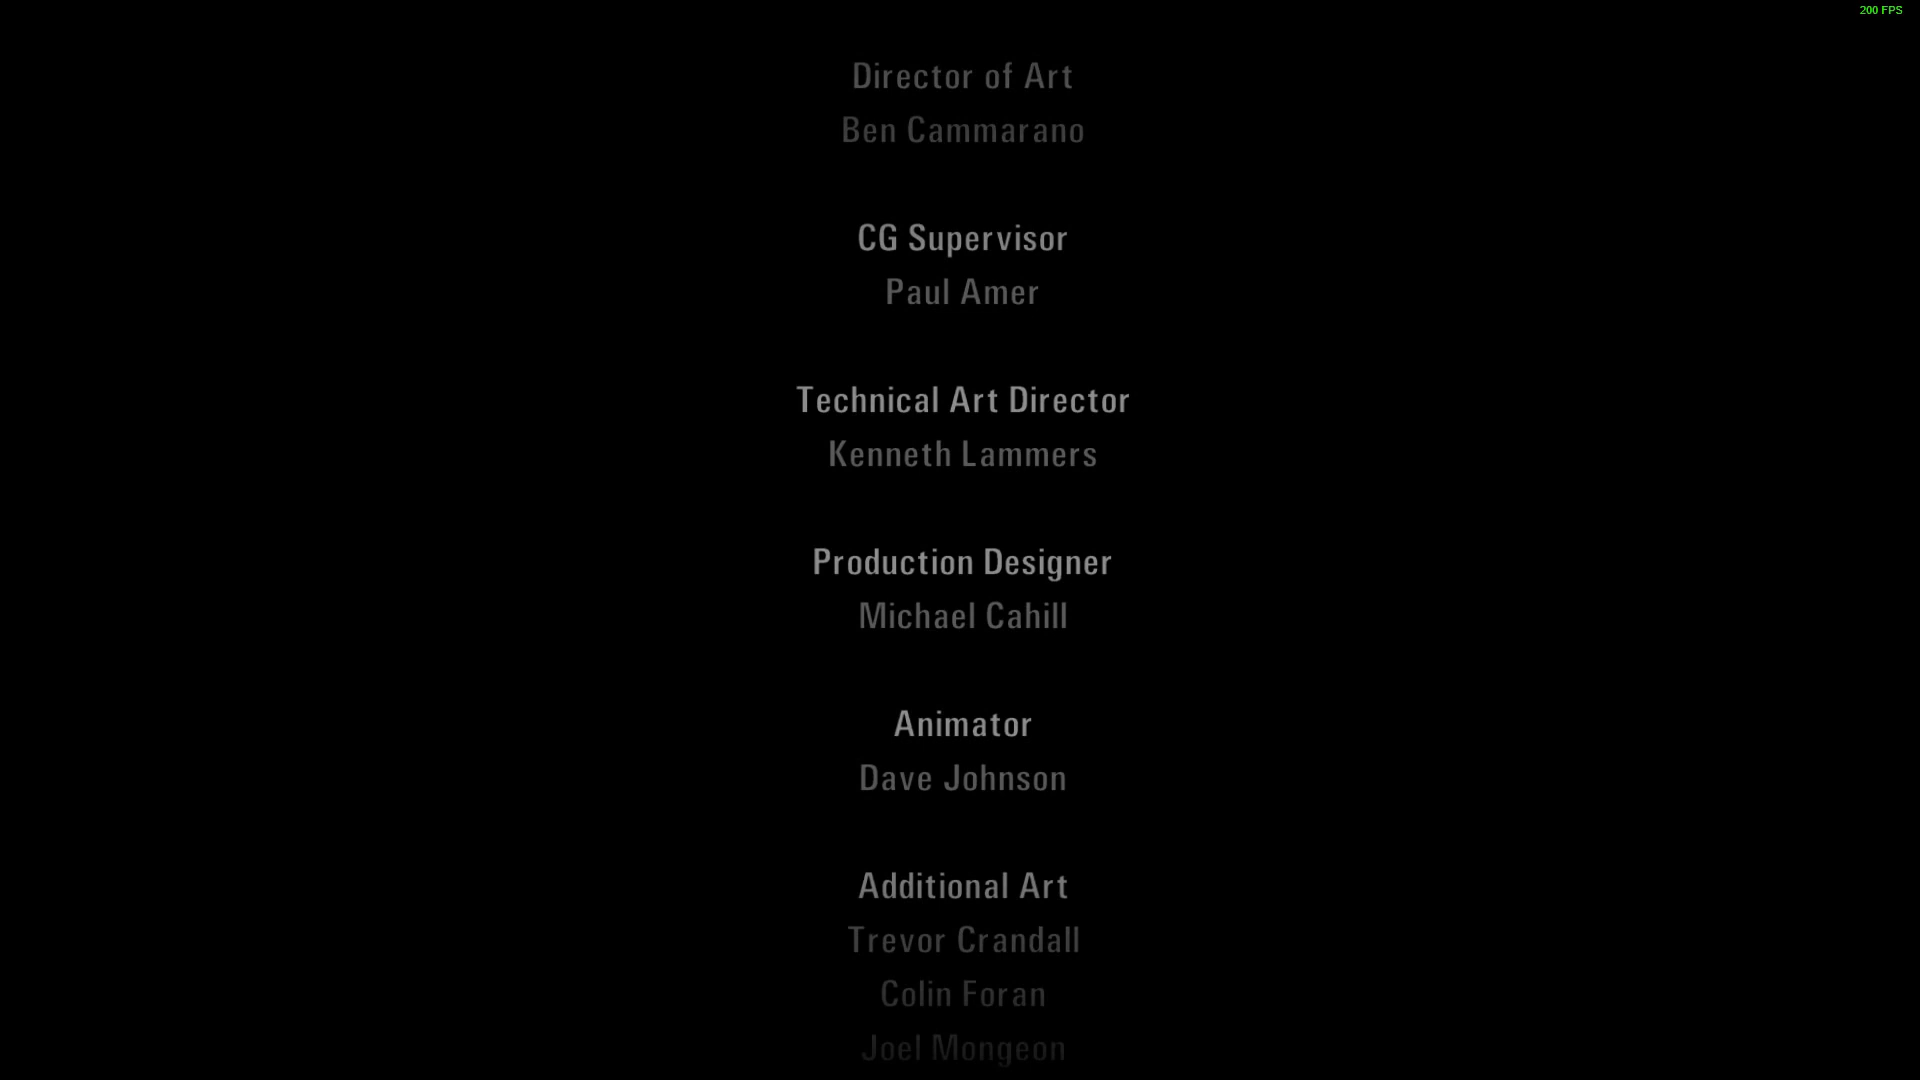 200 FPS
Director of Art
Ben Cammarano
CG Supervisor
Paul Amer
Technical Art Director
Kenneth Lammers
Production Designer
Michael Cahill
Animator
Dave Johnson
Additional Art
Trevor Crandall
Colin Foran
Joel Mongeon